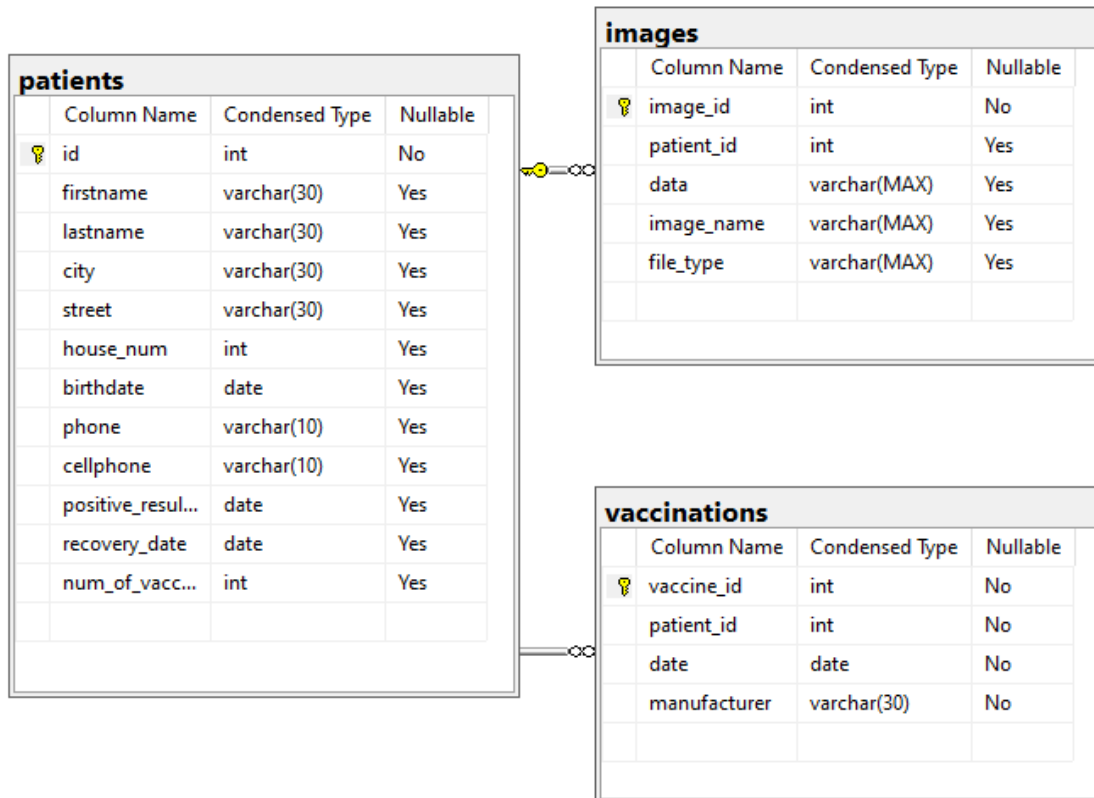 patients
Column Name Condensed Type Nullable
id int No
firstname varchar(30) Yes
lastname varchar(30) Yes
city varchar(30) Yes
street varchar(30) Yes
house_num int Yes
birthdate date Yes
phone varchar(10) Yes
cellphone varchar(10) Yes
positive_resul... date Yes
recovery_date date Yes
num_of_vacc... int Yes
images
Column Name Condensed Type Nullable
image_id int No
patient_id int Yes
data varchar(MAX) Yes
image_name varchar(MAX) Yes
file_type varchar(MAX) Yes
vaccinations
Column Name Condensed Type Nullable
vaccine_id int No
patient_id int No
date date No
manufacturer varchar(30) No